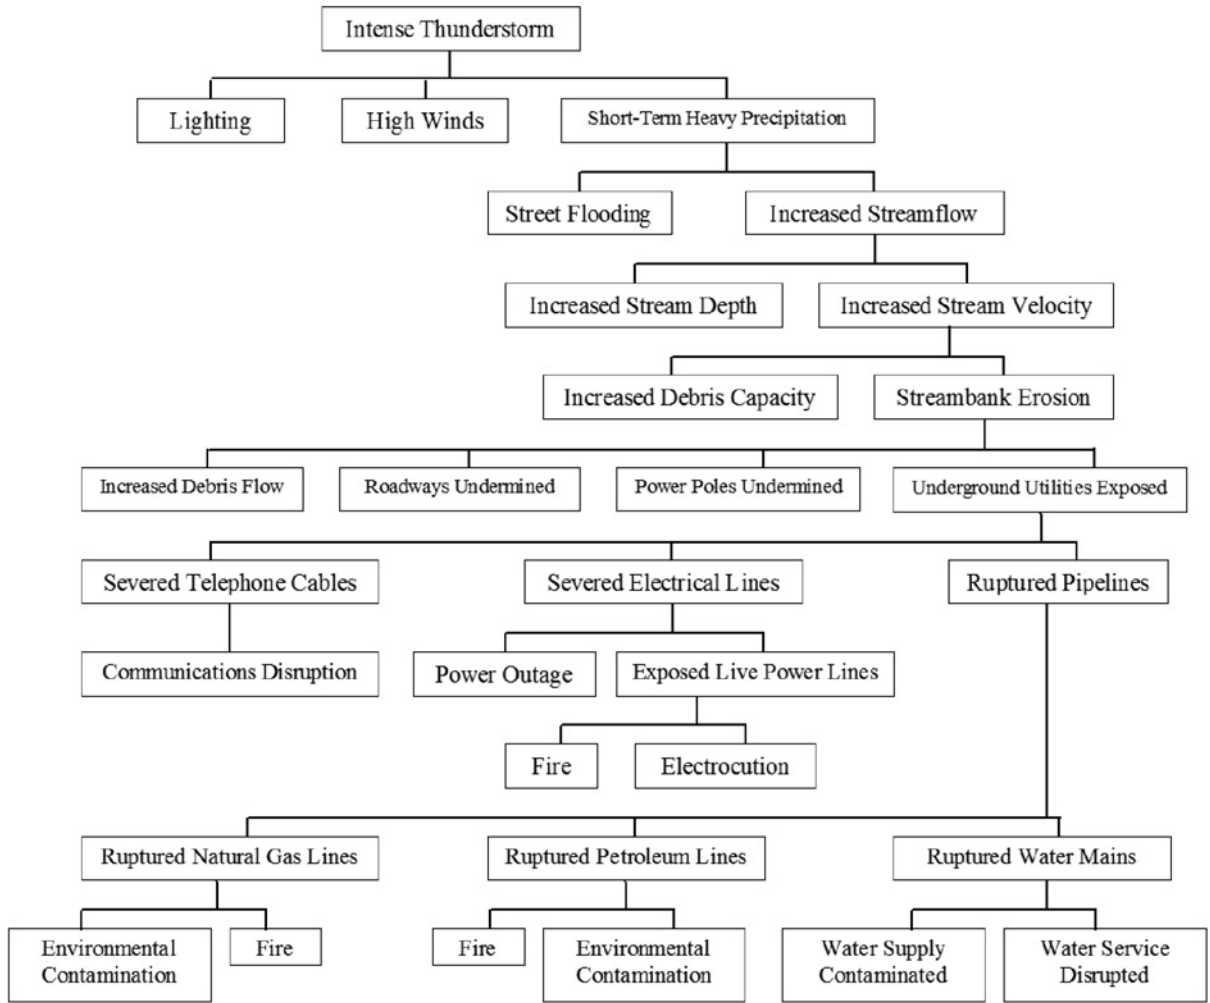 Intense Thunderstorm
Lighting
High Winds
Short-Term Heavy Precipitation
Street Flooding
Increased Streamflow
Increased Stream Depth
Increased Stream Velocity
Increased Debris Capacity
Streambank Erosion
Increased Debris Flow
Roadways Undermined
Power Poles Undermined
Underground Utilities Exposed
Severed Telephone Cables
Severed Electrical Lines
Ruptured Pipelines
Communications Disruption
Power Outage
Exposed Live Power Lines
Fire
Electrocution
Ruptured Natural Gas Lines
Ruptured Petroleum Lines
Ruptured Water Mains
Environmental
Contamination
Fire
Fire
Environmental
Contamination
Water Supply
Contaminated
Water Service
Disrupted